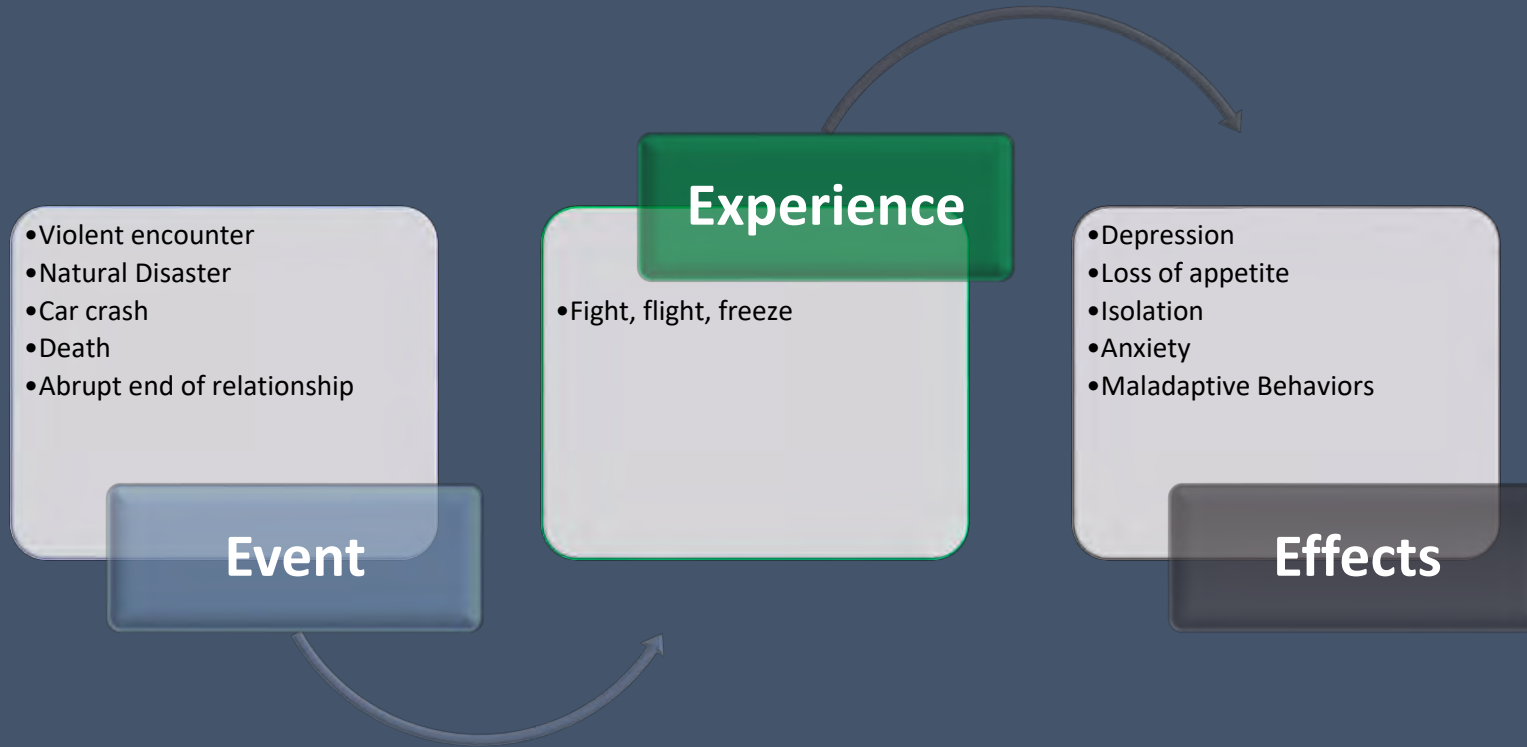 •Violent encounter
•Natural Disaster
•Car crash
•Death
•Abrupt end of relationship
Event
Experience
•Fight, flight, freeze
•Depression
•Loss of appetite
•Isolation
•Anxiety
•Maladaptive Behaviors
Effects